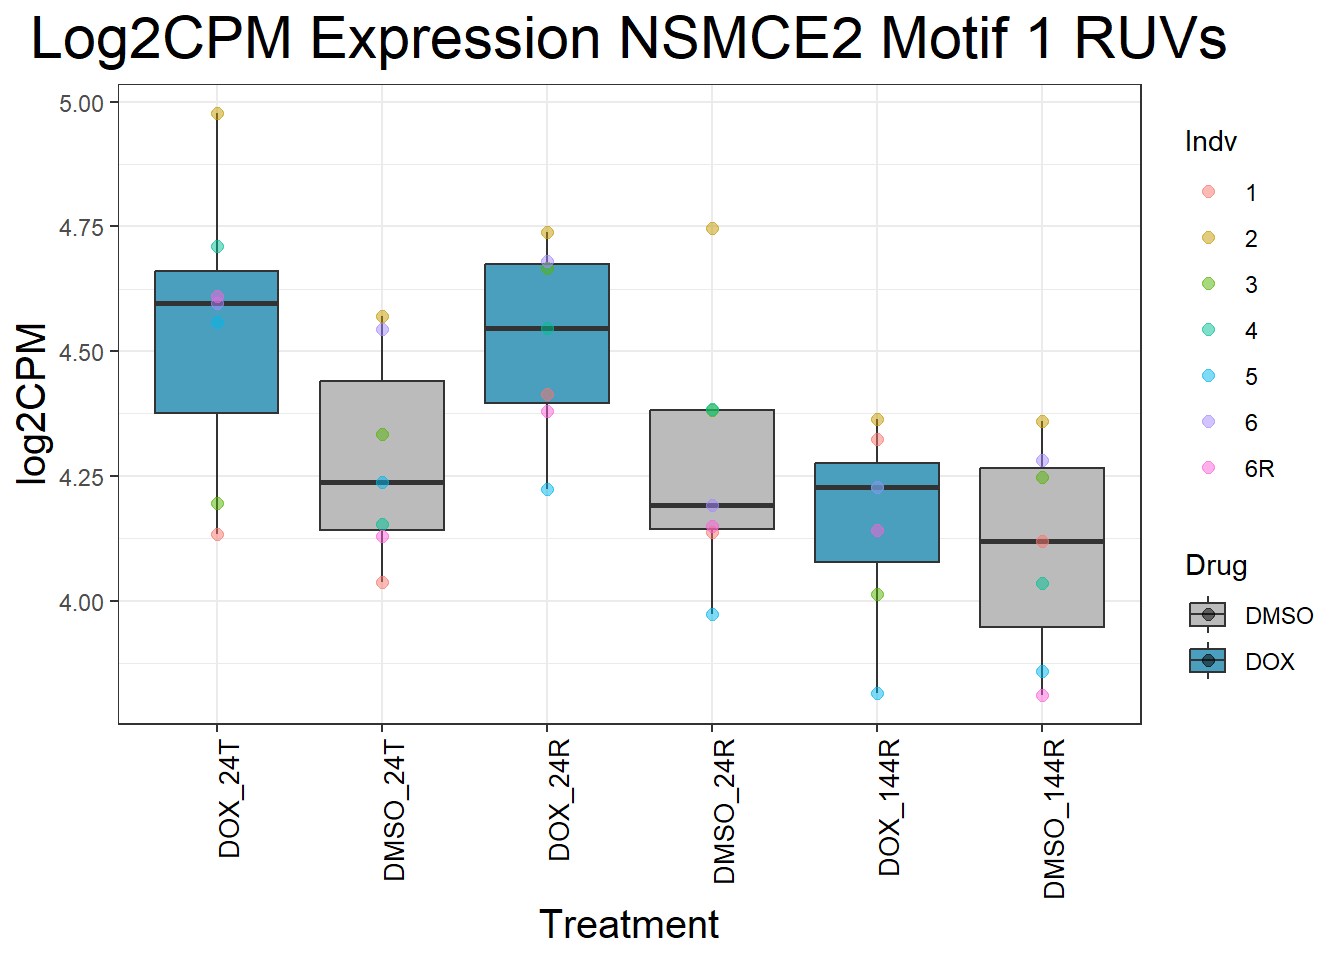 Log2CPM Expression NSMCE2 Motif 1 RUVs
log2CPM
5.00
4.75
4.50
4.25
4.00
DOX_24T
DMSO_24T
DOX_24R
DMSO_24R
DOX_144R
DMSO_144R
Treatment
Indv
1
2
3
4
5
6
6R
Drug
DMSO
DOX